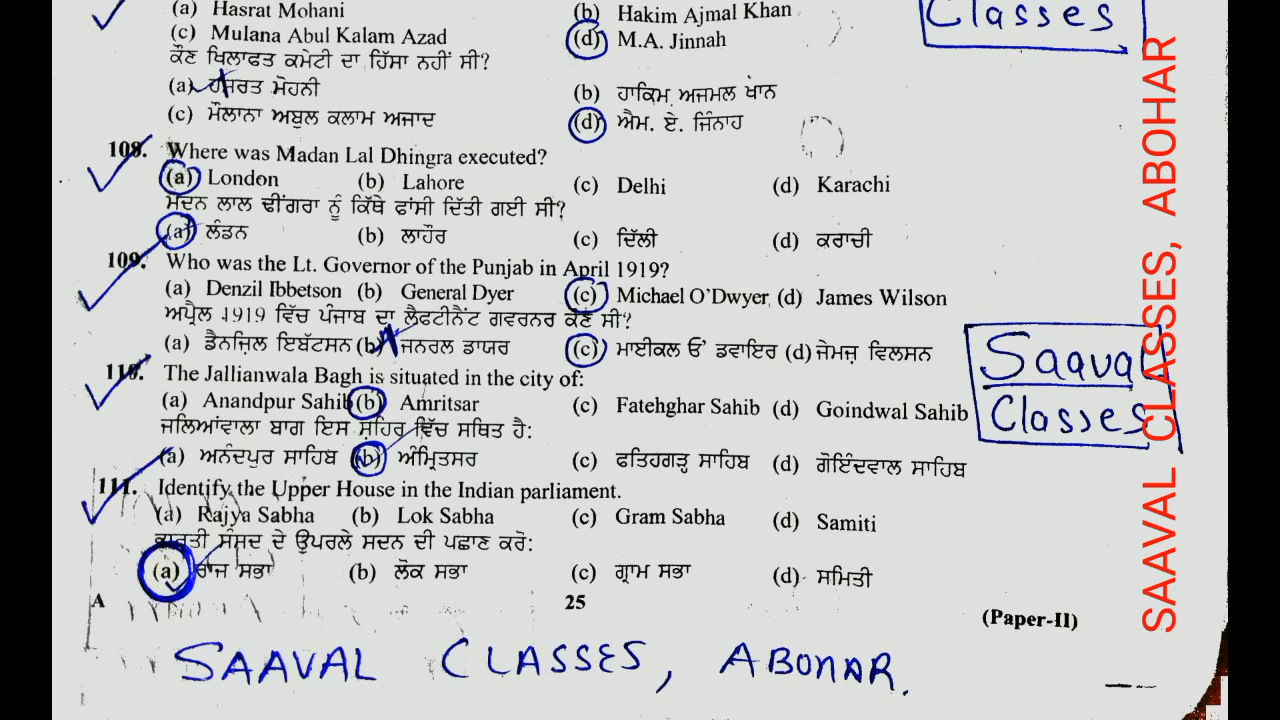 (a) Hasrat Mohani (b) Hakim Ajmal Khan
(c) Mulana Abul Kalam Azad (d) M.A. Jinnah
ਕੌਣ ਖਿਲਾਫਤ ਕਮੇਟੀ ਦਾ ਹਿੱਸਾ ਨਹੀਂ ਸੀ?
(a) ਹਸਰਤ ਮੋਹਨੀ (b) ਹਾਕਿਮ ਅਜਮਲ ਖਾਨ
(c) ਮੌਲਾਨਾ ਅਬੁਲ ਕਲਾਮ ਅਜਾਦ (d) ਐਮ. ਏ. ਜਿੰਨਾਹ
Classes
108. Where was Madan Lal Dhingra executed?
(a) London (b) Lahore (c) Delhi (d) Karachi
ਮਦਨ ਲਾਲ ਢੀਂਗਰਾ ਨੂੰ ਕਿੱਥੇ ਫਾਂਸੀ ਦਿੱਤੀ ਗਈ ਸੀ?
(a) ਲੰਡਨ (b) ਲਾਹੌਰ (c) ਦਿੱਲੀ (d) ਕਰਾਚੀ
109. Who was the Lt. Governor of the Punjab in April 1919?
(a) Denzil Ibbetson (b) General Dyer (c) Michael O'Dwyer (d) James Wilson
ਅਪ੍ਰੈਲ 1919 ਵਿੱਚ ਪੰਜਾਬ ਦਾ ਲੈਫਟੀਨੈਂਟ ਗਵਰਨਰ ਕੌਣ ਸੀ?
(a) ਡੈਨਜ਼ਿਲ ਇਬੱਟਸਨ (b) ਜਨਰਲ ਡਾਯਰ (c) ਮਾਈਕਲ ਓ' ਡਵਾਇਰ (d) ਜੇਮਜ਼ ਵਿਲਸਨ
110. The Jallianwala Bagh is situated in the city of:
(a) Anandpur Sahib (b) Amritsar (c) Fatehghar Sahib (d) Goindwal Sahib
ਜਲਿਆਂਵਾਲਾ ਬਾਗ ਇਸ ਸ਼ਹਿਰ ਵਿੱਚ ਸਥਿਤ ਹੈ:
(a) ਅਨੰਦਪੁਰ ਸਾਹਿਬ (b) ਅੰਮ੍ਰਿਤਸਰ (c) ਫਤਿਹਗੜ੍ਹ ਸਾਹਿਬ (d) ਗੋਇੰਦਵਾਲ ਸਾਹਿਬ
Saaval
Classes
111. Identify the Upper House in the Indian parliament.
(a) Rajya Sabha (b) Lok Sabha (c) Gram Sabha (d) Samiti
ਭਾਰਤੀ ਸੰਸਦ ਦੇ ਉਪਰਲੇ ਸਦਨ ਦੀ ਪਛਾਣ ਕਰੋ:
(a) ਰਾਜ ਸਭਾ (b) ਲੋਕ ਸਭਾ (c) ਗ੍ਰਾਮ ਸਭਾ (d) ਸਮਿਤੀ
A 25 (Paper-II)
SAAVAL CLASSES, ABOHAR.
SAAVAL CLASSES, ABOHAR